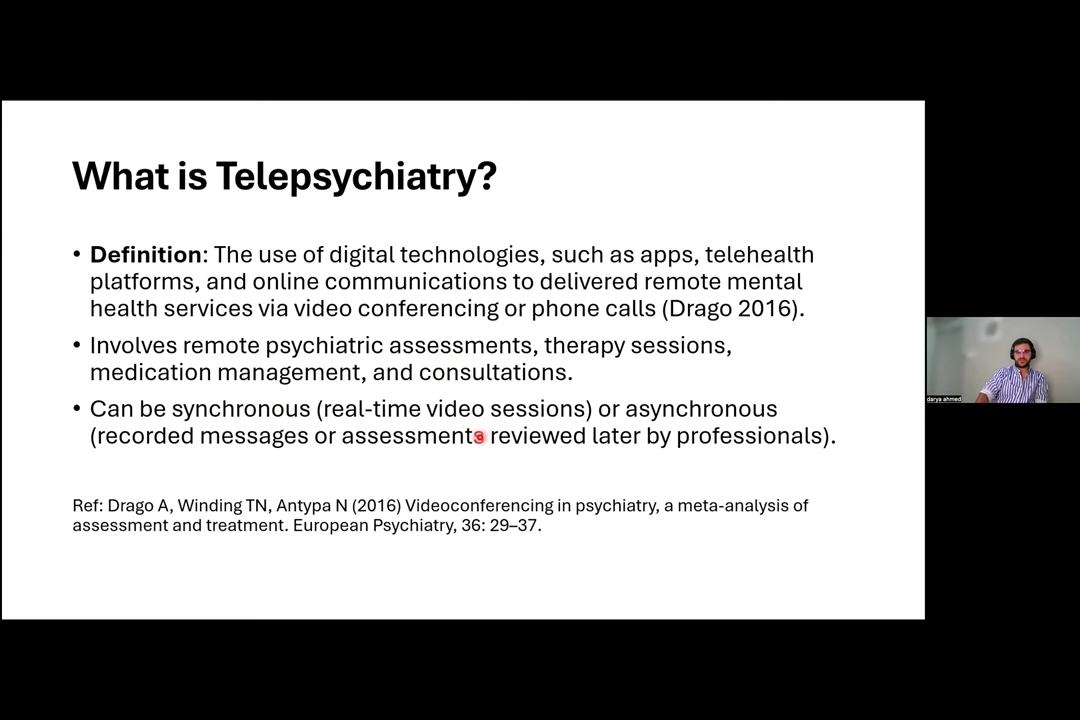 What is Telepsychiatry?
• Definition: The use of digital technologies, such as apps, telehealth
platforms, and online communications to delivered remote mental
health services via video conferencing or phone calls (Drago 2016).
• Involves remote psychiatric assessments, therapy sessions,
medication management, and consultations.
• Can be synchronous (real-time video sessions) or asynchronous
(recorded messages or assessments reviewed later by professionals).
Ref: Drago A, Winding TN, Antypa N (2016) Videoconferencing in psychiatry, a meta-analysis of
assessment and treatment. European Psychiatry, 36: 29–37.
darya ahmed